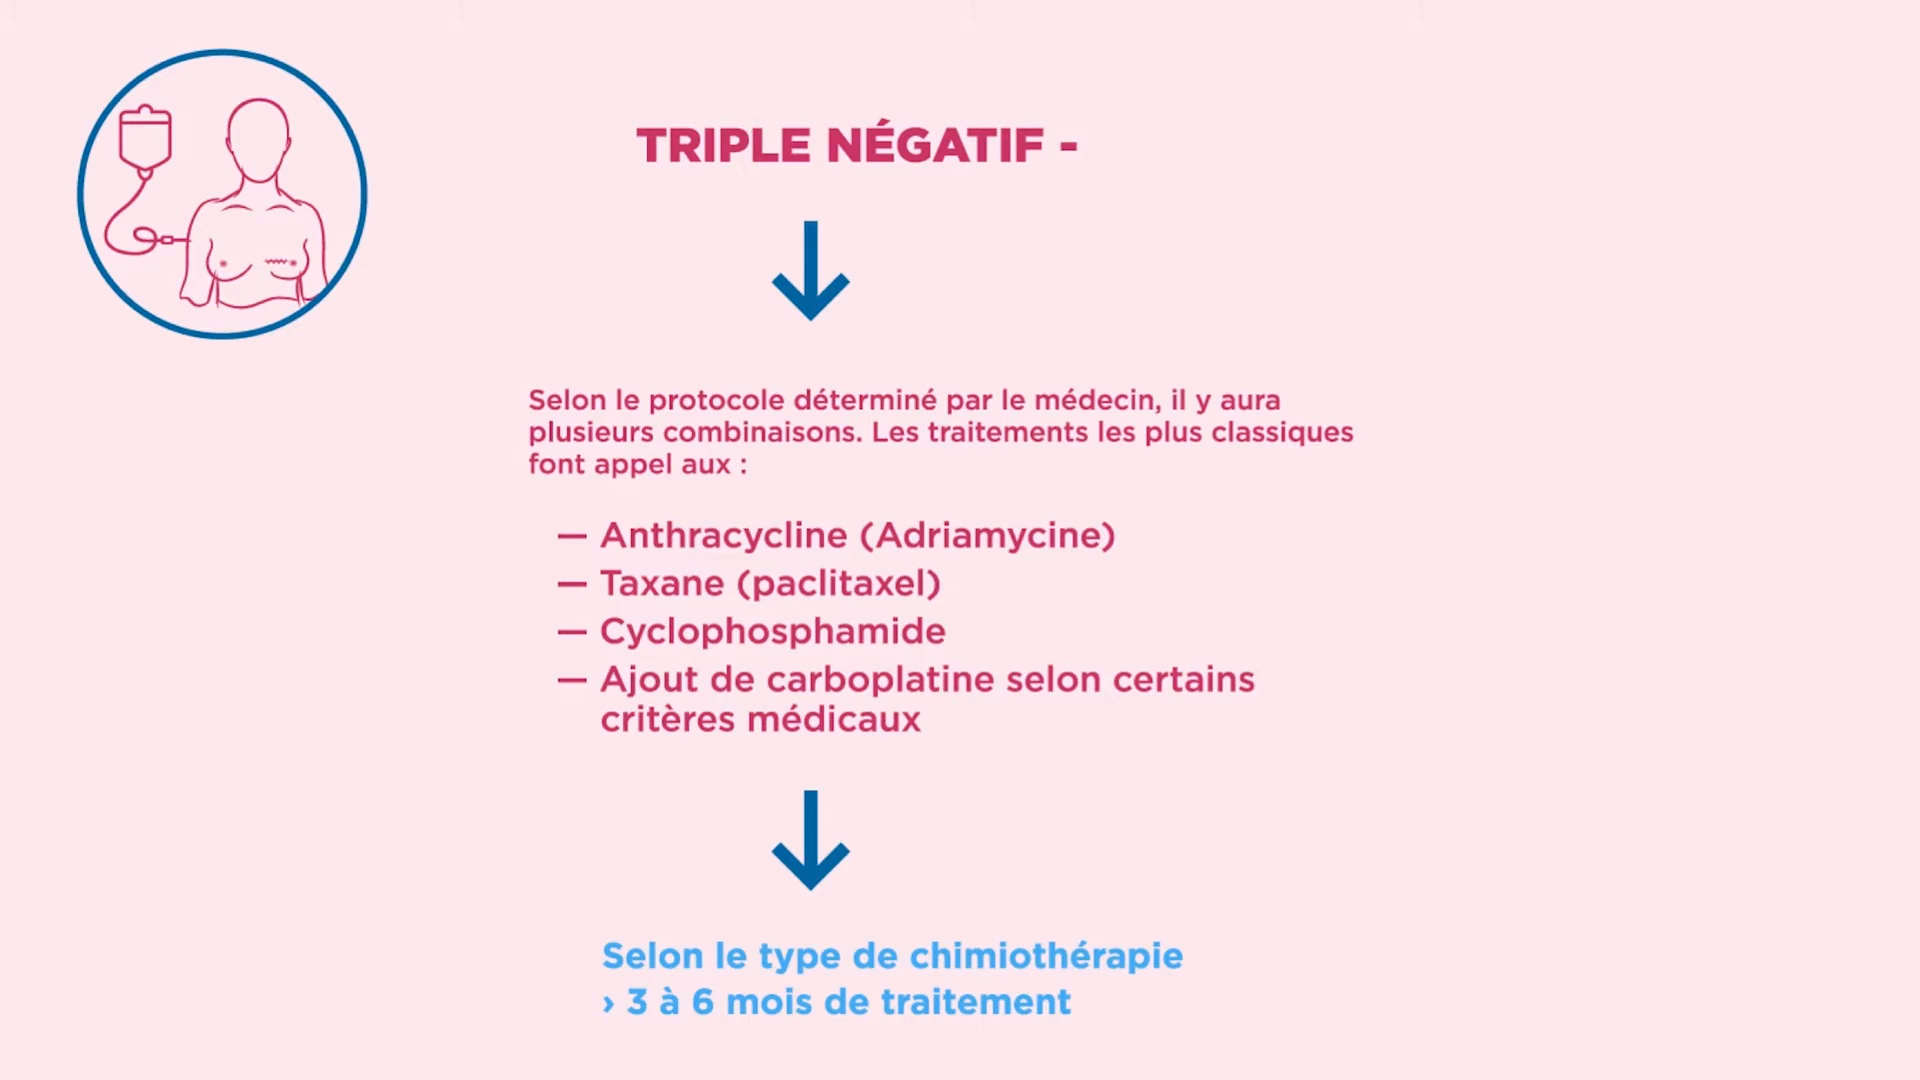 TRIPLE NÉGATIF -
Selon le protocole déterminé par le médecin, il y aura
plusieurs combinaisons. Les traitements les plus classiques
font appel aux :
— Anthracycline (Adriamycine)
— Taxane (paclitaxel)
— Cyclophosphamide
— Ajout de carboplatine selon certains
critères médicaux
Selon le type de chimiothérapie
› 3 à 6 mois de traitement